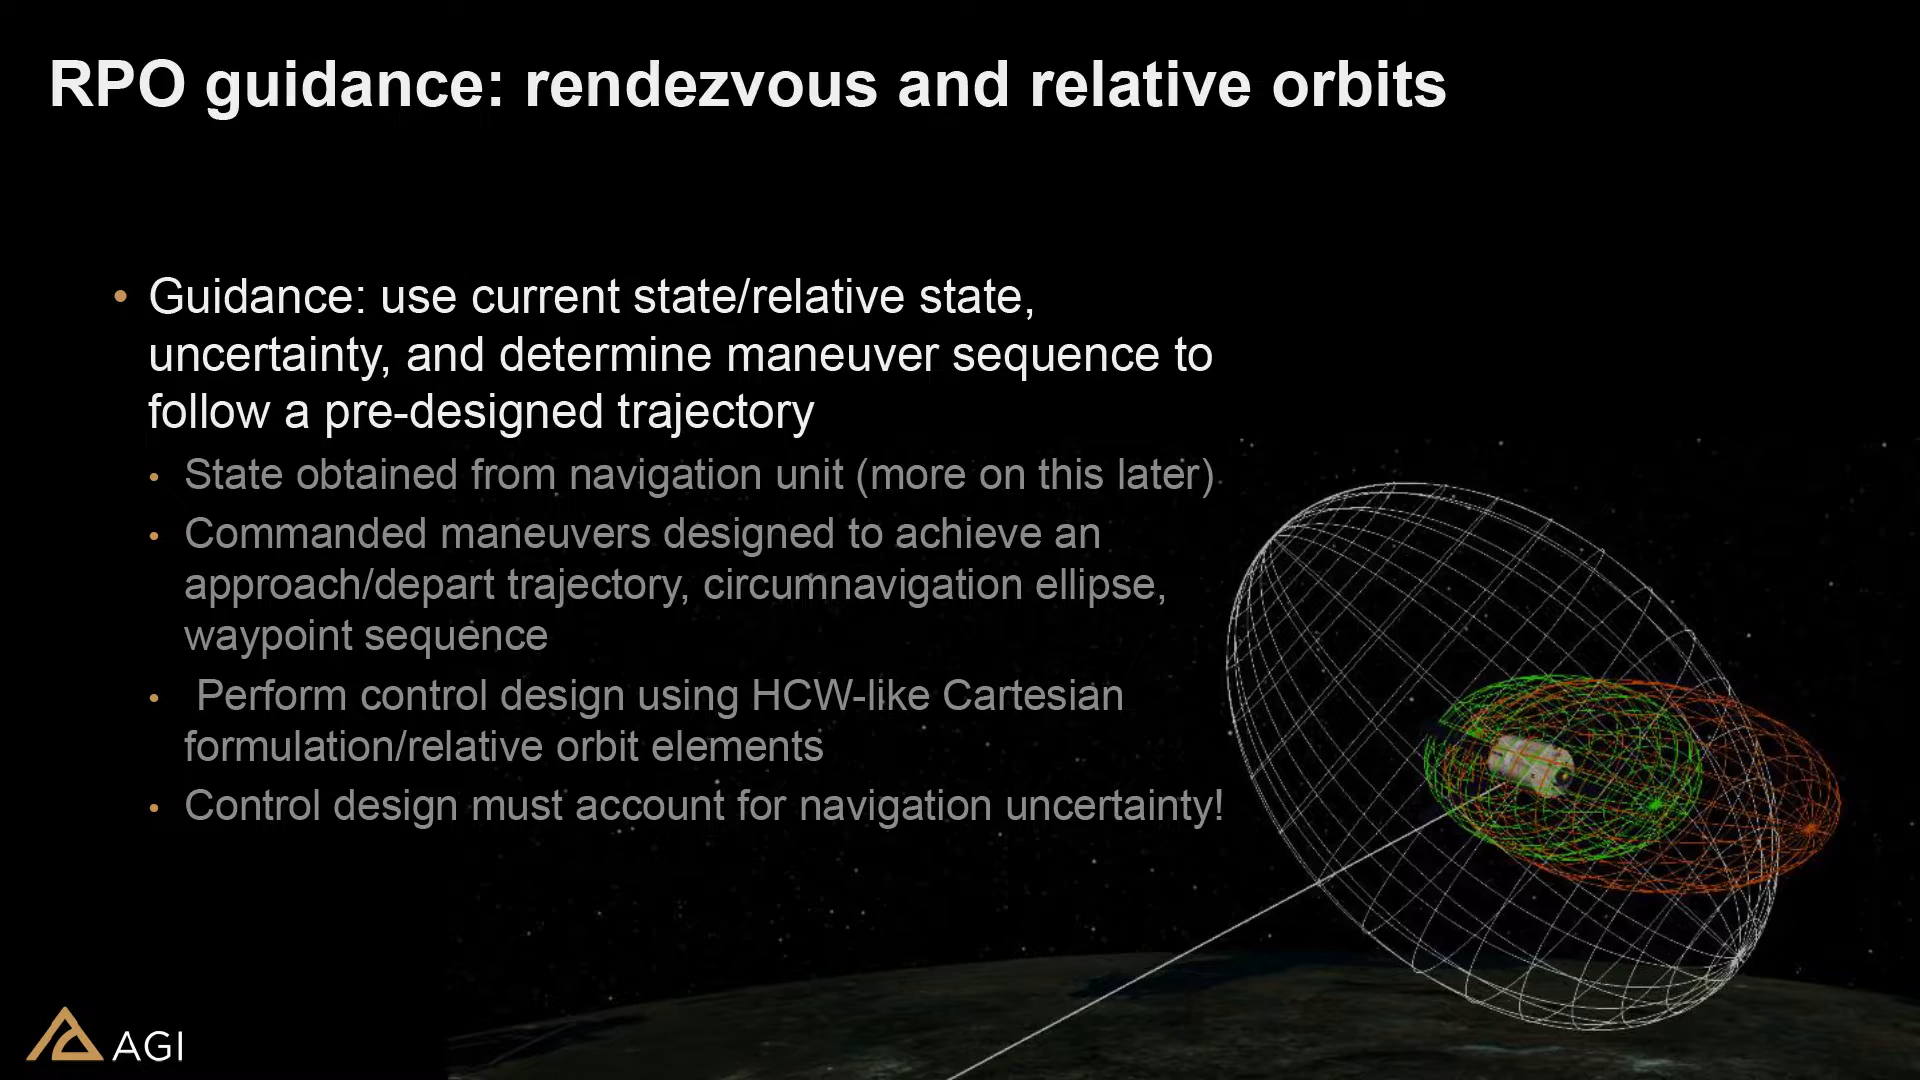 RPO guidance: rendezvous and relative orbits
• Guidance: use current state/relative state,
uncertainty, and determine maneuver sequence to
follow a pre-designed trajectory
• State obtained from navigation unit (more on this later)
• Commanded maneuvers designed to achieve an
approach/depart trajectory, circumnavigation ellipse,
waypoint sequence
• Perform control design using HCW-like Cartesian
formulation/relative orbit elements
• Control design must account for navigation uncertainty!
AGI